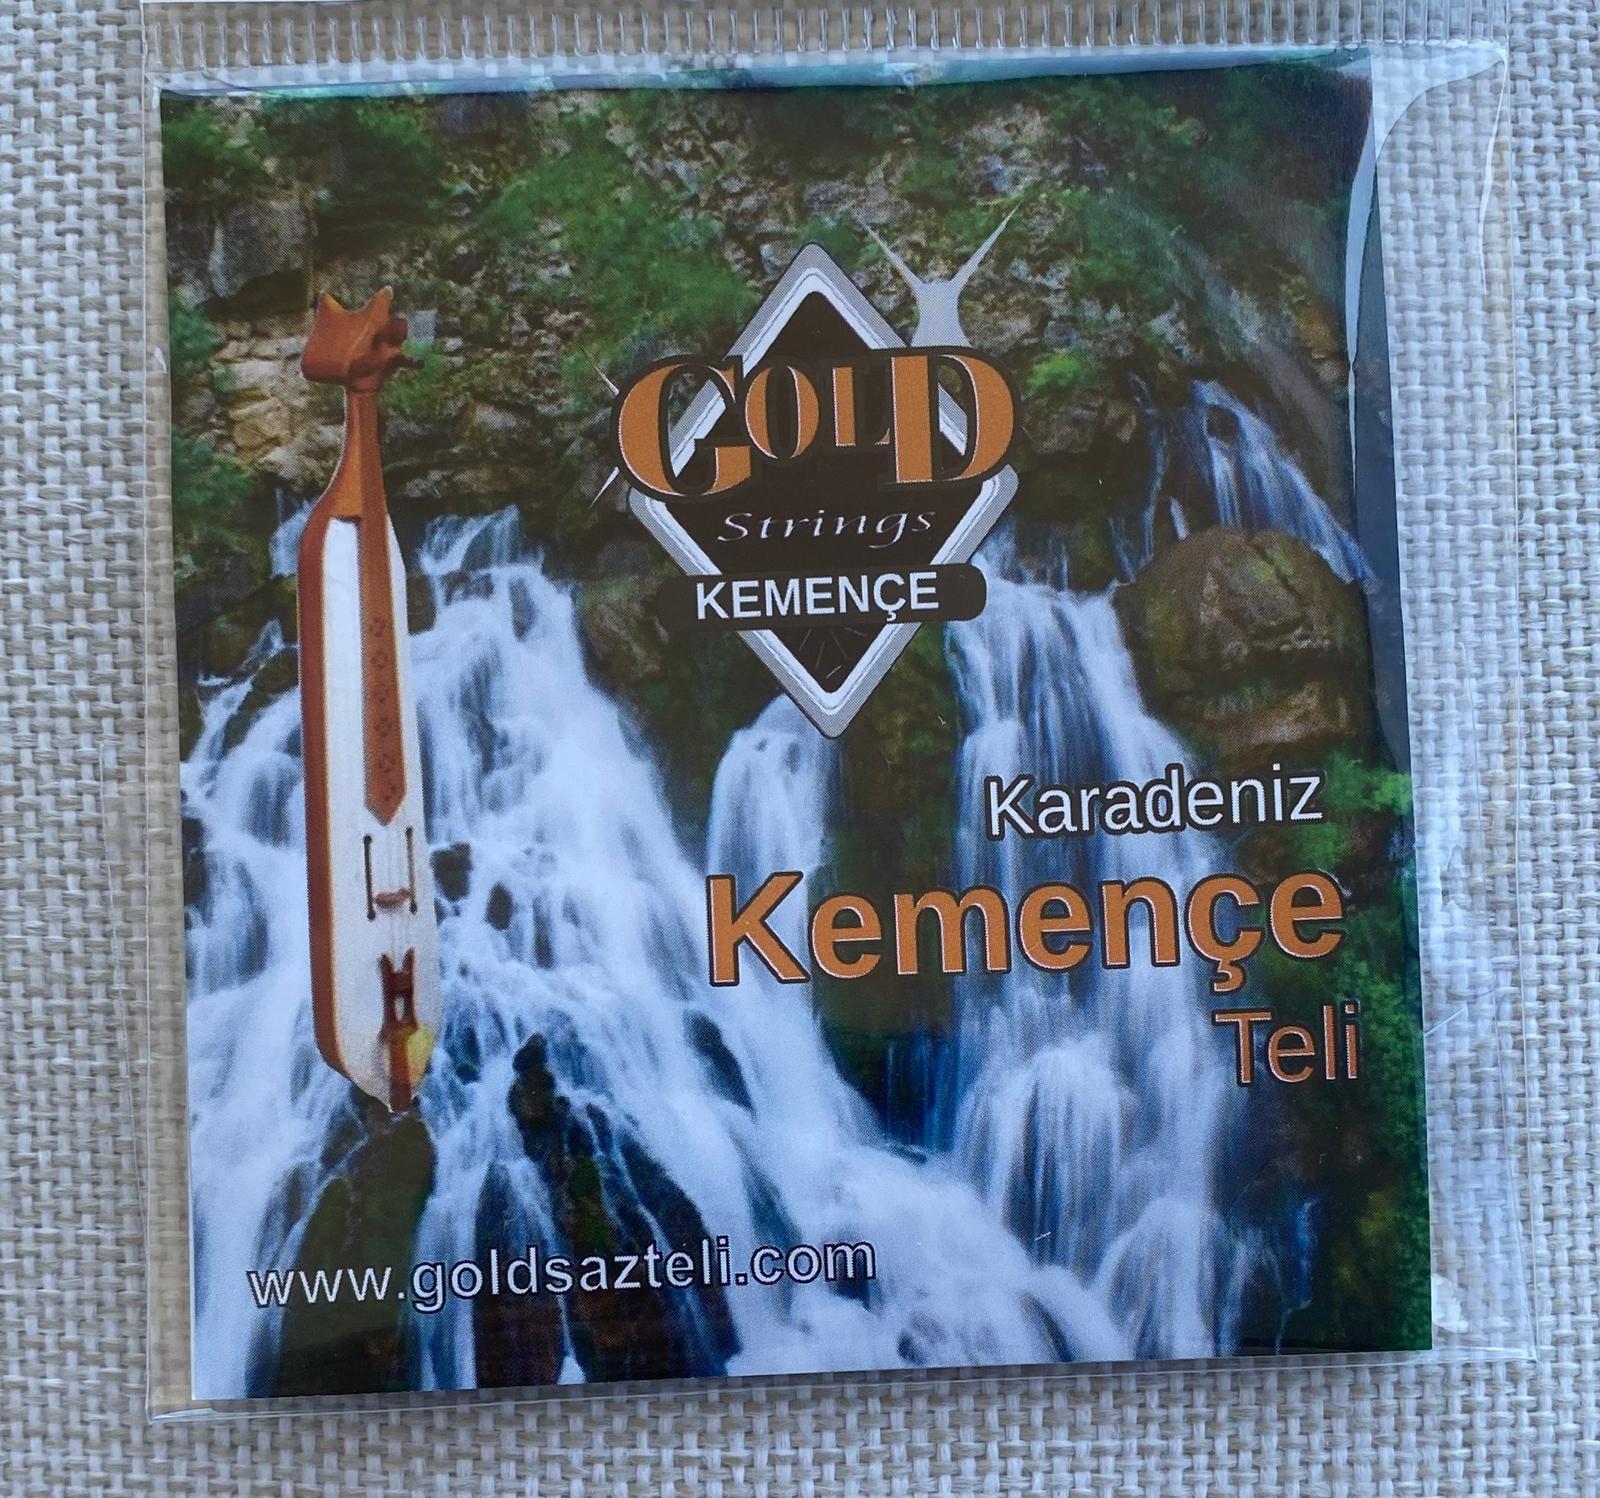 GOLD
Strings
KEMENÇE
Karadeniz
Kemençe
Teli
www.goldsazteli.com